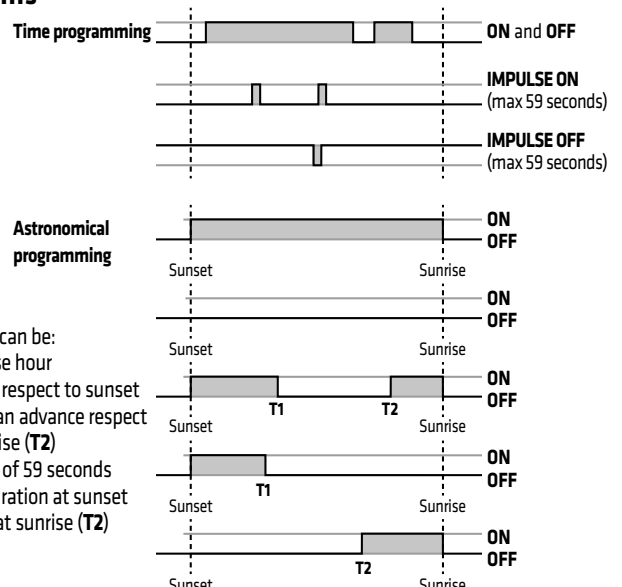 Time programming
ON and OFF
IMPULSE ON
(max 59 seconds)
IMPULSE OFF
(max 59 seconds)
Astronomical
programming
ON
OFF
Sunset Sunrise
ON
OFF
Sunset Sunrise
can be:
se hour
respect to sunset
an advance respect
ise (T2)
of 59 seconds
ration at sunset
at sunrise (T2)
ON
OFF
T1 T2
Sunset Sunrise
ON
OFF
T1
Sunset Sunrise
ON
OFF
T2
Sunset Sunrise